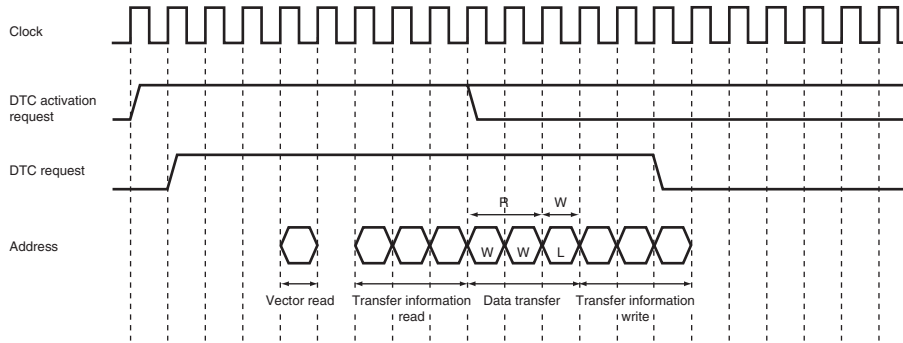 Clock
DTC activation
request
DTC request
R
W
Address
W
W
L
Vector read
Transfer information
read
Data transfer
Transfer information
write